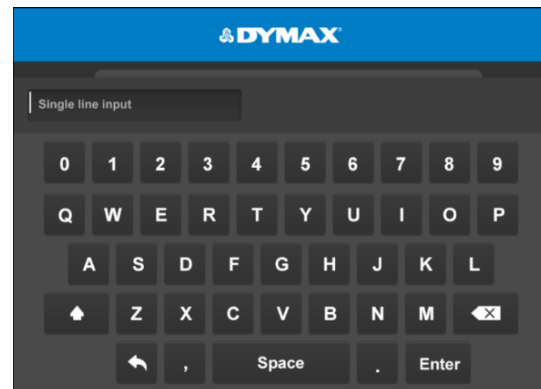 DYMAX
Single line input
0 1 2 3 4 5 6 7 8 9
Q W E R T Y U I O P
A S D F G H J K L
Z X C V B N M X
, Space . Enter